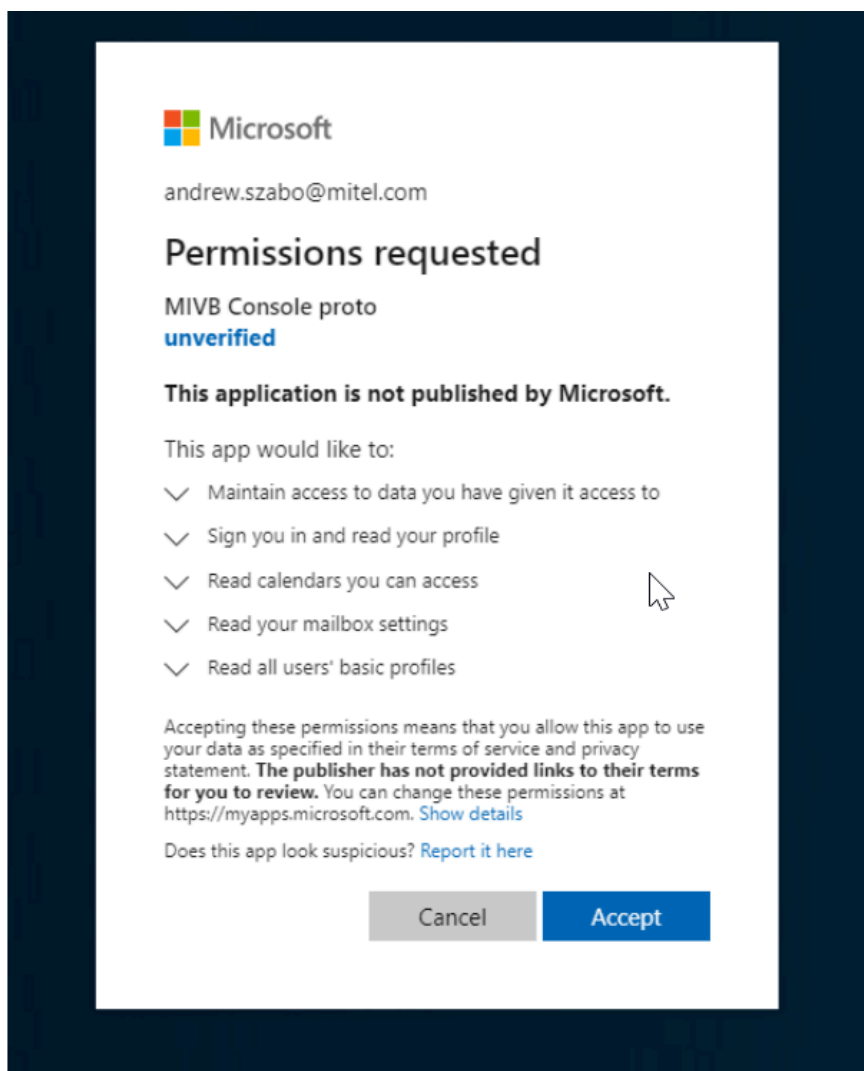 Microsoft
andrew.szabo@mitel.com
Permissions requested
MIVB Console proto
unverified
This application is not published by Microsoft.
This app would like to:
Maintain access to data you have given it access to
Sign you in and read your profile
Read calendars you can access
Read your mailbox settings
Read all users' basic profiles
Accepting these permissions means that you allow this app to use
your data as specified in their terms of service and privacy
statement. The publisher has not provided links to their terms
for you to review. You can change these permissions at
https://myapps.microsoft.com. Show details
Does this app look suspicious? Report it here
Cancel Accept